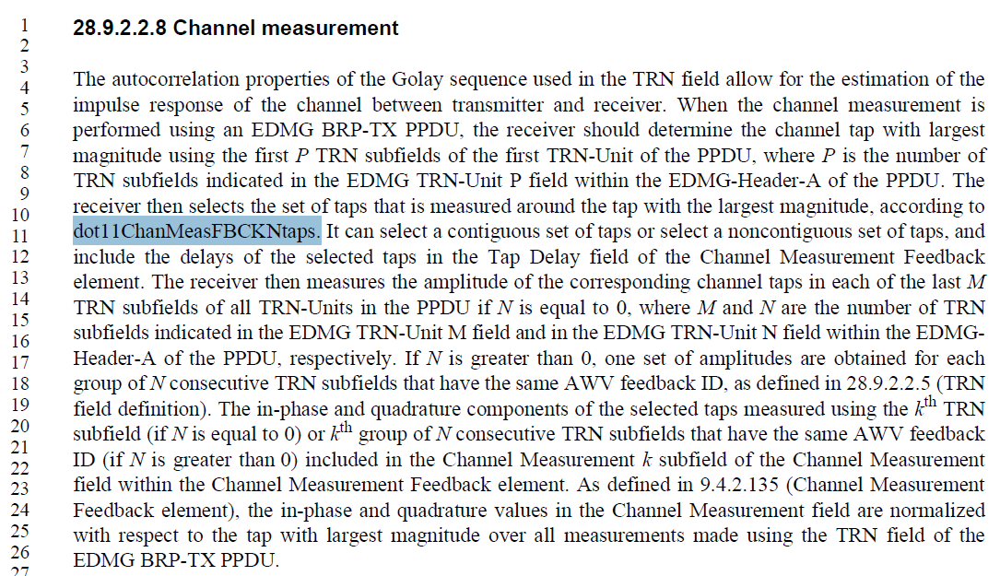 1 28.9.2.2.8 Channel measurement
2
3 The autocorrelation properties of the Golay sequence used in the TRN field allow for the estimation of the
4 impulse response of the channel between transmitter and receiver. When the channel measurement is
5 performed using an EDMG BRP-TX PPDU, the receiver should determine the channel tap with largest
6 magnitude using the first P TRN subfields of the first TRN-Unit of the PPDU, where P is the number of
7 TRN subfields indicated in the EDMG TRN-Unit P field within the EDMG-Header-A of the PPDU. The
8 receiver then selects the set of taps that is measured around the tap with the largest magnitude, according to
9 dot11ChanMeasFBCKNtaps. It can select a contiguous set of taps or select a noncontiguous set of taps, and
10 include the delays of the selected taps in the Tap Delay field of the Channel Measurement Feedback
11 element. The receiver then measures the amplitude of the corresponding channel taps in each of the last M
12 TRN subfields of all TRN-Units in the PPDU if N is equal to 0, where M and N are the number of TRN
13 subfields indicated in the EDMG TRN-Unit M field and in the EDMG TRN-Unit N field within the EDMG-
14 Header-A of the PPDU, respectively. If N is greater than 0, one set of amplitudes are obtained for each
15 group of N consecutive TRN subfields that have the same AWV feedback ID, as defined in 28.9.2.2.5 (TRN
16 field definition). The in-phase and quadrature components of the selected taps measured using the kth TRN
17 subfield (if N is equal to 0) or kth group of N consecutive TRN subfields that have the same AWV feedback
18 ID (if N is greater than 0) included in the Channel Measurement k subfield of the Channel Measurement
19 field within the Channel Measurement Feedback element. As defined in 9.4.2.135 (Channel Measurement
20 Feedback element), the in-phase and quadrature values in the Channel Measurement field are normalized
21 with respect to the tap with largest magnitude over all measurements made using the TRN field of the
22 EDMG BRP-TX PPDU.
23
24
25
26
27